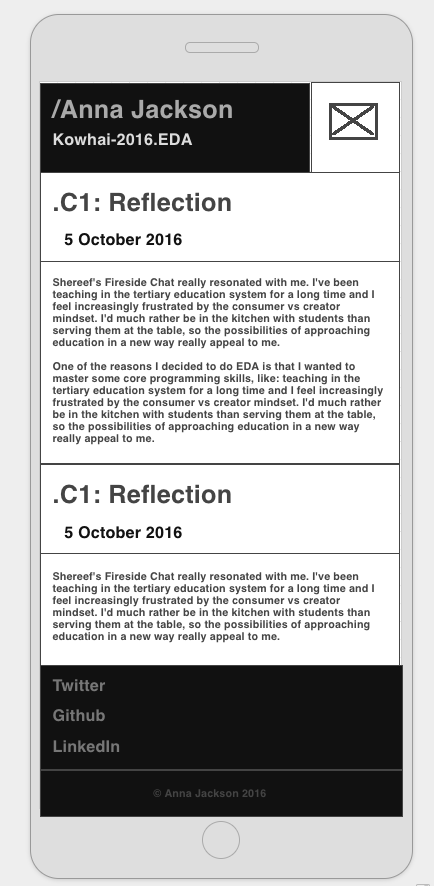 /Anna Jackson
Kowhai-2016.EDA
.C1: Reflection
5 October 2016
Shereef's Fireside Chat really resonated with me. I've been
teaching in the tertiary education system for a long time and I
feel increasingly frustrated by the consumer vs creator
mindset. I'd much rather be in the kitchen with students than
serving them at the table, so the possibilities of approaching
education in a new way really appeal to me.
One of the reasons I decided to do EDA is that I wanted to
master some core programming skills, like: teaching in the
tertiary education system for a long time and I feel increasingly
frustrated by the consumer vs creator mindset. I'd much rather
be in the kitchen with students than serving them at the table,
so the possibilities of approaching education in a new way
really appeal to me.
.C1: Reflection
5 October 2016
Shereef's Fireside Chat really resonated with me. I've been
teaching in the tertiary education system for a long time and I
feel increasingly frustrated by the consumer vs creator
mindset. I'd much rather be in the kitchen with students than
serving them at the table, so the possibilities of approaching
education in a new way really appeal to me.
Twitter
Github
LinkedIn
© Anna Jackson 2016